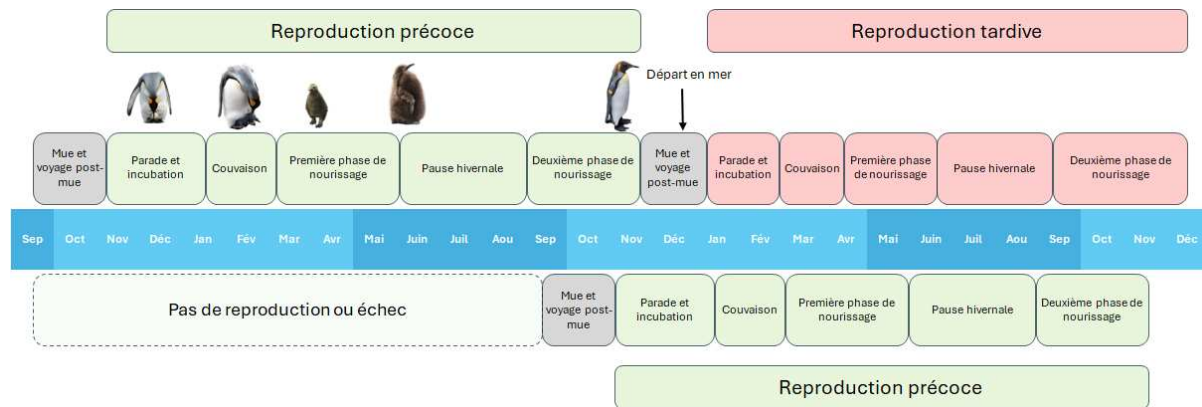 Reproduction précoce
Reproduction tardive
Départ en mer
Mue et
voyage post-
mue
Parade et
incubation
Couvaison
Première phase de
nourissage
Pause hivernale
Deuxième phase de
nourissage
Mue et
voyage
post-mue
Parade et
incubation
Couvaison
Première phase
de nourissage
Pause hivernale
Deuxième phase de
nourissage
Sep Oct Nov Déc Jan Fév Mar Avr Mai Juin Juil Aou Sep Oct Nov Déc Jan Fév Mar Avr Mai Juin Juil Aou Sep Oct Nov Déc
Pas de reproduction ou échec
Mue et
voyage post-
mue
Parade et
incubation
Couvaison
Première phase de
nourissage
Pause hivernale
Deuxième phase de
nourissage
Reproduction précoce